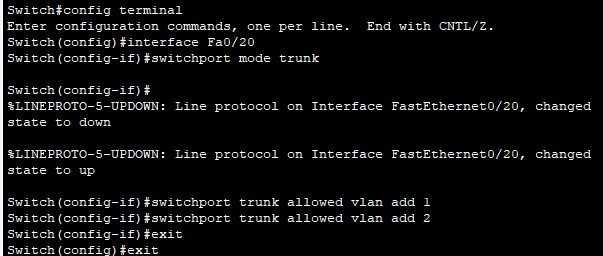 Switch#config terminal
Enter configuration commands, one per line.  End with CNTL/Z.
Switch(config)#interface Fa0/20
Switch(config-if)#switchport mode trunk

Switch(config-if)#
%LINEPROTO-5-UPDOWN: Line protocol on Interface FastEthernet0/20, changed
state to down

%LINEPROTO-5-UPDOWN: Line protocol on Interface FastEthernet0/20, changed
state to up

Switch(config-if)#switchport trunk allowed vlan add 1
Switch(config-if)#switchport trunk allowed vlan add 2
Switch(config-if)#exit
Switch(config)#exit